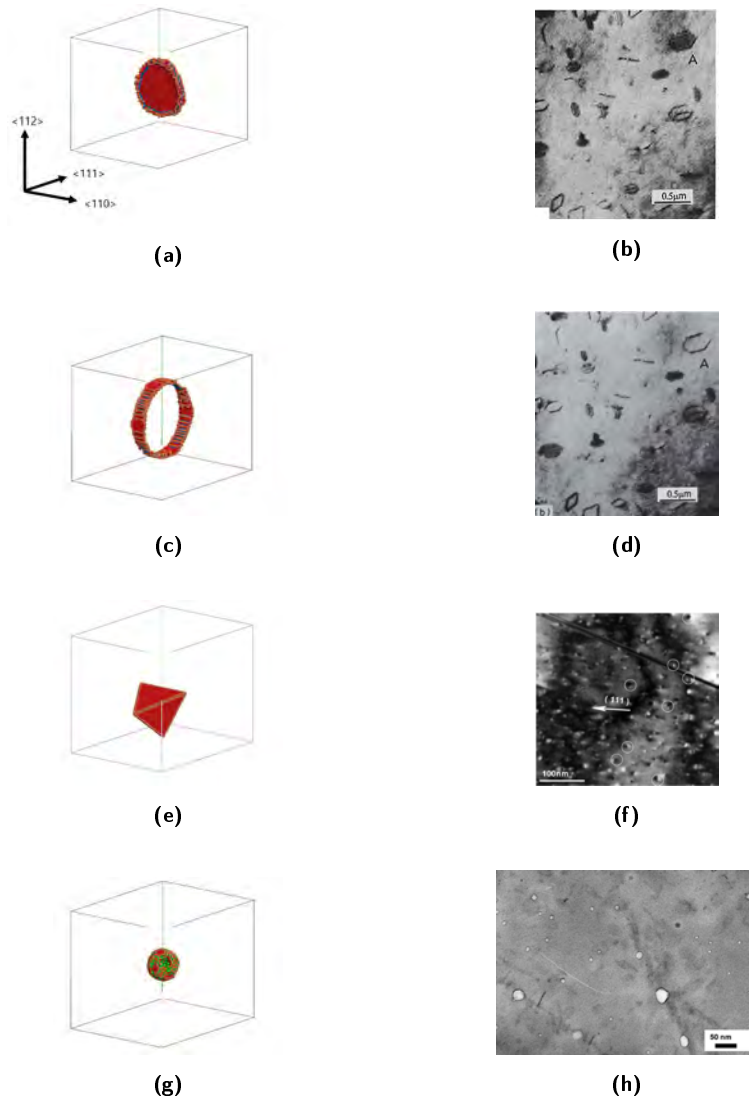 <112>
<111>
<110>
A
0.5μm
(a)
(b)
A
0.5μm
(b)
(c)
(d)
(111)
100nm
(e)
(f)
50 nm
(g)
(h)